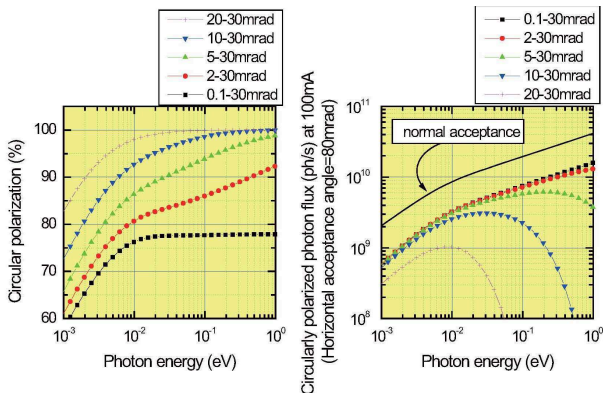 20-30mrad
10-30mrad
5-30mrad
2-30mrad
0.1-30mrad
100
90
80
70
60
Circular polarization (%)
10-3
10-2
10-1
100
Photon energy (eV)
0.1-30mrad
2-30mrad
5-30mrad
10-30mrad
20-30mrad
normal acceptance
1011
1010
109
108
Circularly polarized photon flux (ph/s) at 100mA
(Horizontal acceptance angle=80mrad)
10-3
10-2
10-1
100
Photon energy (eV)